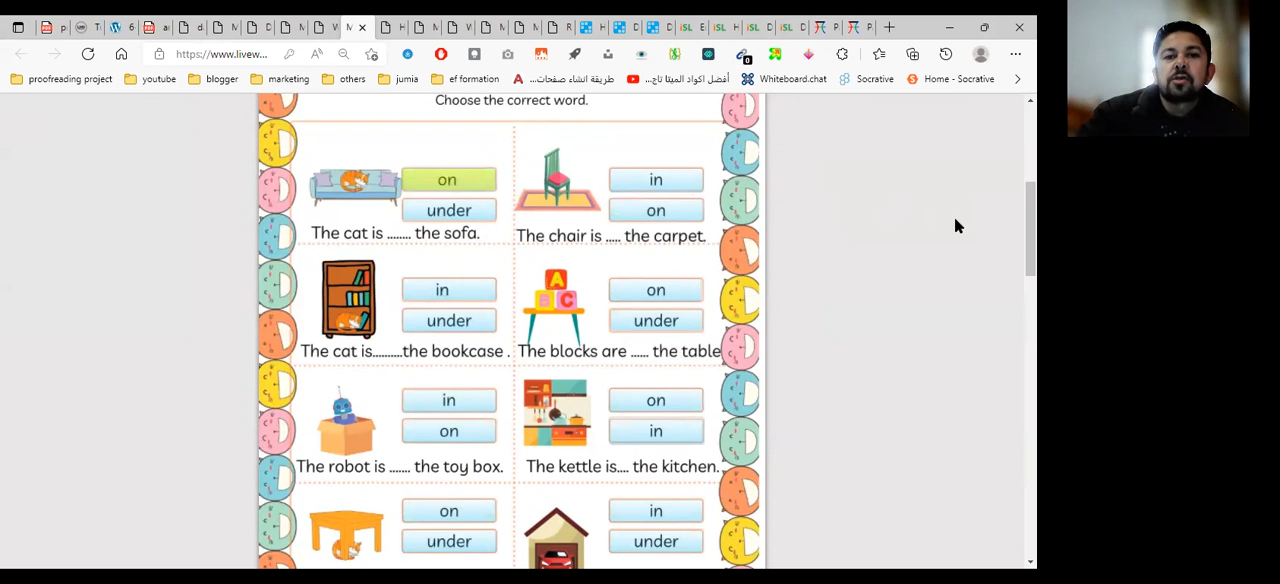 https://www.livew...
proofreading project
youtube
blogger
marketing
others
jumia
ef formation
طريقة انشاء صفحات...
أفضل اكواد الميتا تاج...
Whiteboard.chat
Socrative
Home - Socrative
Choose the correct word.
on
under
The cat is ........ the sofa.
in
on
The chair is ..... the carpet.
in
under
The cat is..........the bookcase .
on
under
The blocks are ...... the table
A
B C
in
on
The robot is ....... the toy box.
on
in
The kettle is.... the kitchen.
on
under
in
under